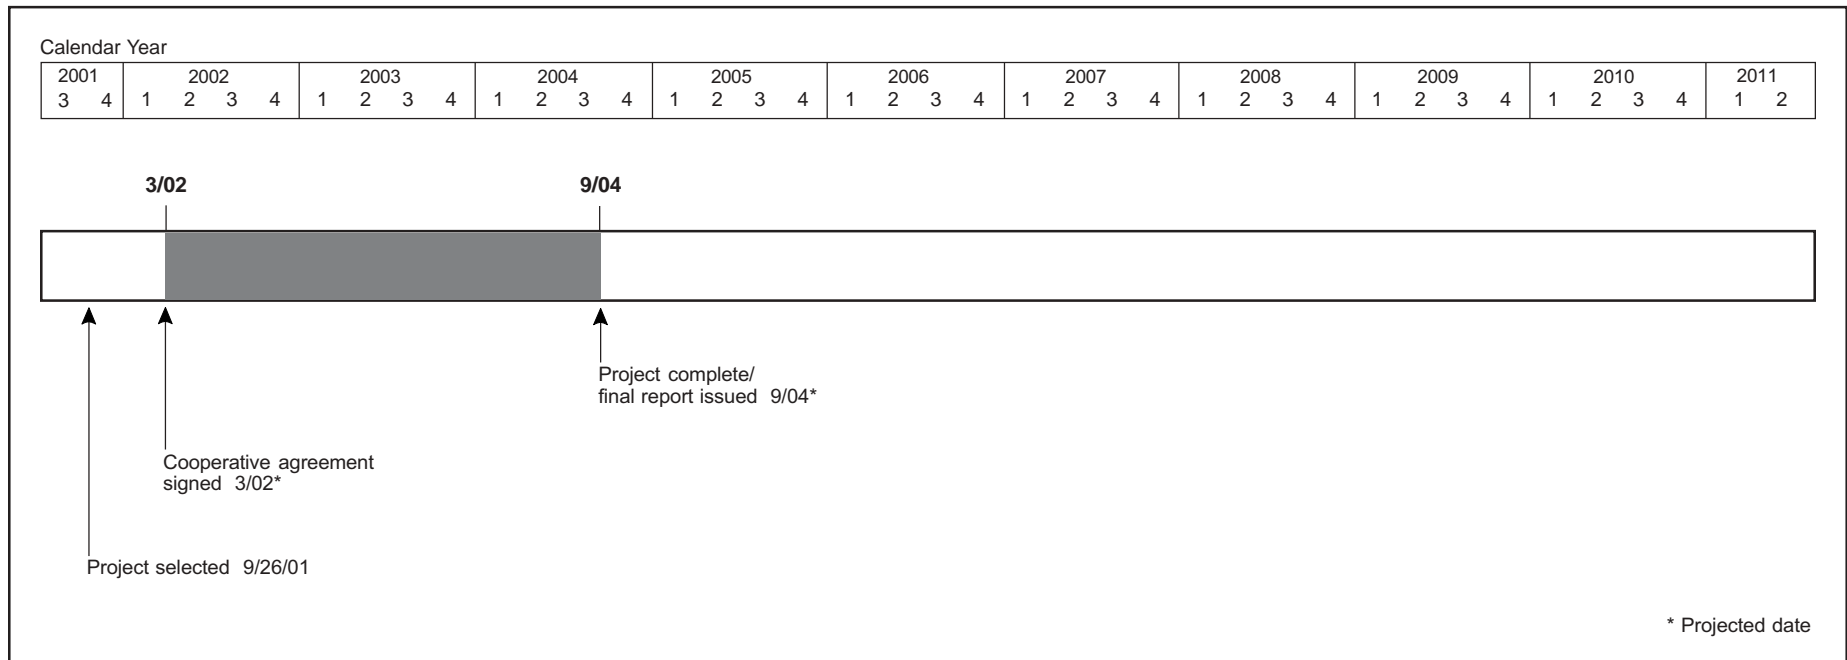 Calendar Year
2001 2002 2003 2004 2005 2006 2007 2008 2009 2010 2011
3 4 1 2 3 4 1 2 3 4 1 2 3 4 1 2 3 4 1 2 3 4 1 2 3 4 1 2 3 4 1 2 3 4 1 2 3 4 1 2
3/02 9/04
Project complete/
final report issued 9/04*
Cooperative agreement
signed 3/02*
Project selected 9/26/01
* Projected date